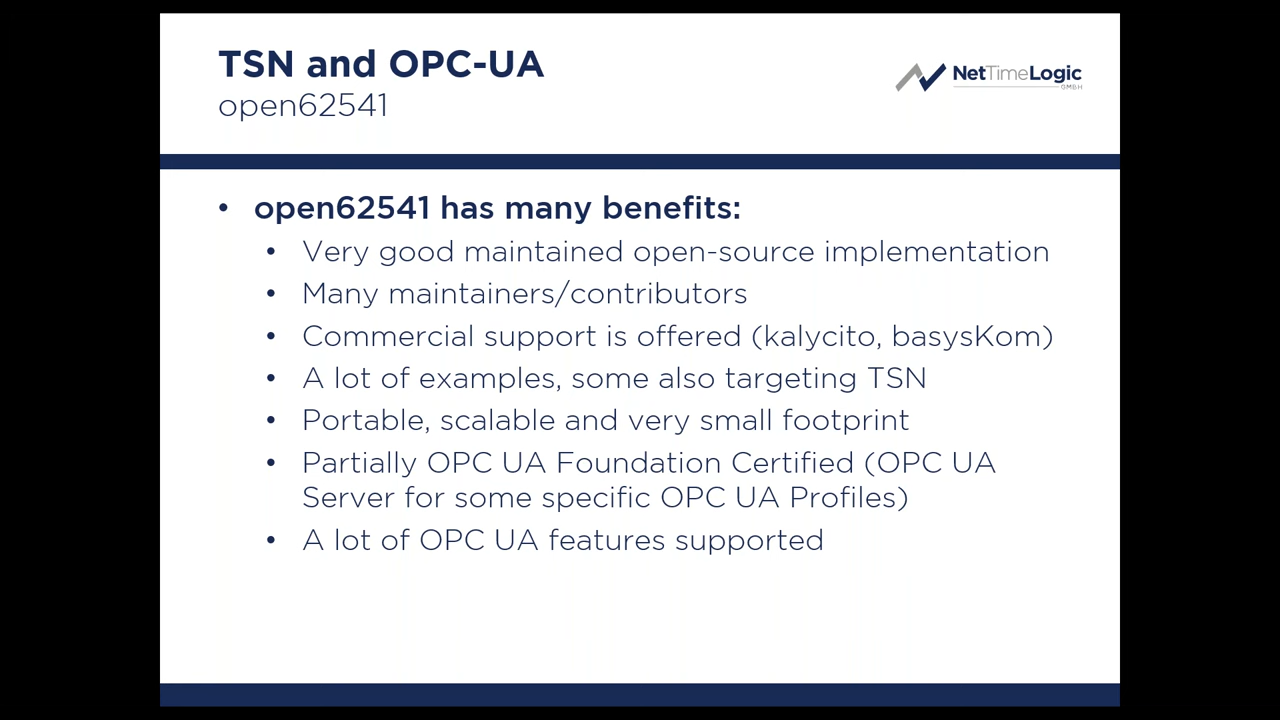 TSN and OPC-UA
open62541
NetTimeLogic
GMBH
• open62541 has many benefits:
• Very good maintained open-source implementation
• Many maintainers/contributors
• Commercial support is offered (kalycito, basysKom)
• A lot of examples, some also targeting TSN
• Portable, scalable and very small footprint
• Partially OPC UA Foundation Certified (OPC UA
Server for some specific OPC UA Profiles)
• A lot of OPC UA features supported